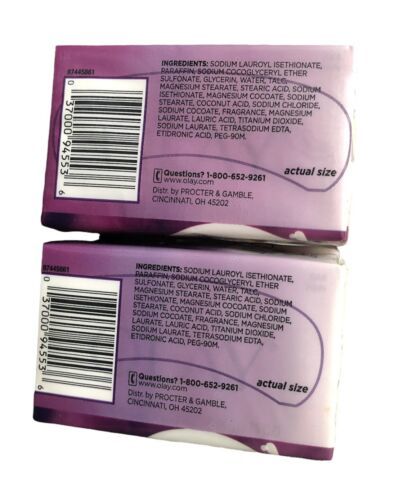 97445861
0 37000 94553 6
INGREDIENTS: SODIUM LAUROYL ISETHIONATE,
PARAFFIN, SODIUM COCOGLYCERYL ETHER
SULFONATE, GLYCERIN, WATER, TALC,
MAGNESIUM STEARATE, STEARIC ACID, SODIUM
ISETHIONATE, MAGNESIUM COCOATE, SODIUM
STEARATE, COCONUT ACID, SODIUM CHLORIDE,
SODIUM COCOATE, FRAGRANCE, MAGNESIUM
LAURATE, LAURIC ACID, TITANIUM DIOXIDE,
SODIUM LAURATE, TETRASODIUM EDTA,
ETIDRONIC ACID, PEG-90M.
actual size
Questions? 1-800-652-9261
www.olay.com
Distr. by PROCTER & GAMBLE,
CINCINNATI, OH 45202
97445861
0 37000 94553 6
INGREDIENTS: SODIUM LAUROYL ISETHIONATE,
PARAFFIN, SODIUM COCOGLYCERYL ETHER
SULFONATE, GLYCERIN, WATER, TALC,
MAGNESIUM STEARATE, STEARIC ACID, SODIUM
ISETHIONATE, MAGNESIUM COCOATE, SODIUM
STEARATE, COCONUT ACID, SODIUM CHLORIDE,
SODIUM COCOATE, FRAGRANCE, MAGNESIUM
LAURATE, LAURIC ACID, TITANIUM DIOXIDE,
SODIUM LAURATE, TETRASODIUM EDTA,
ETIDRONIC ACID, PEG-90M.
actual size
Questions? 1-800-652-9261
www.olay.com
Distr. by PROCTER & GAMBLE,
CINCINNATI, OH 45202